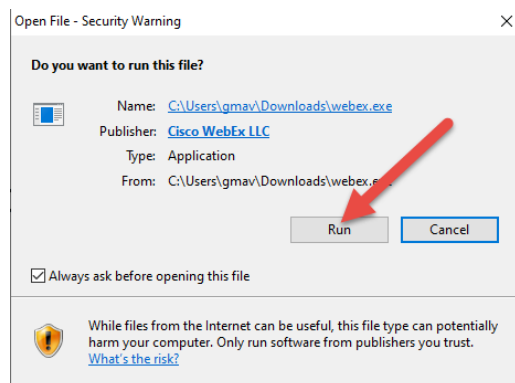 Open File - Security Warning
Do you want to run this file?
Name: C:\Users\gmav\Downloads\webex.exe
Publisher: Cisco WebEx LLC
Type: Application
From: C:\Users\gmav\Downloads\webex.
Run Cancel
Always ask before opening this file
While files from the Internet can be useful, this file type can potentially
harm your computer. Only run software from publishers you trust.
What's the risk?